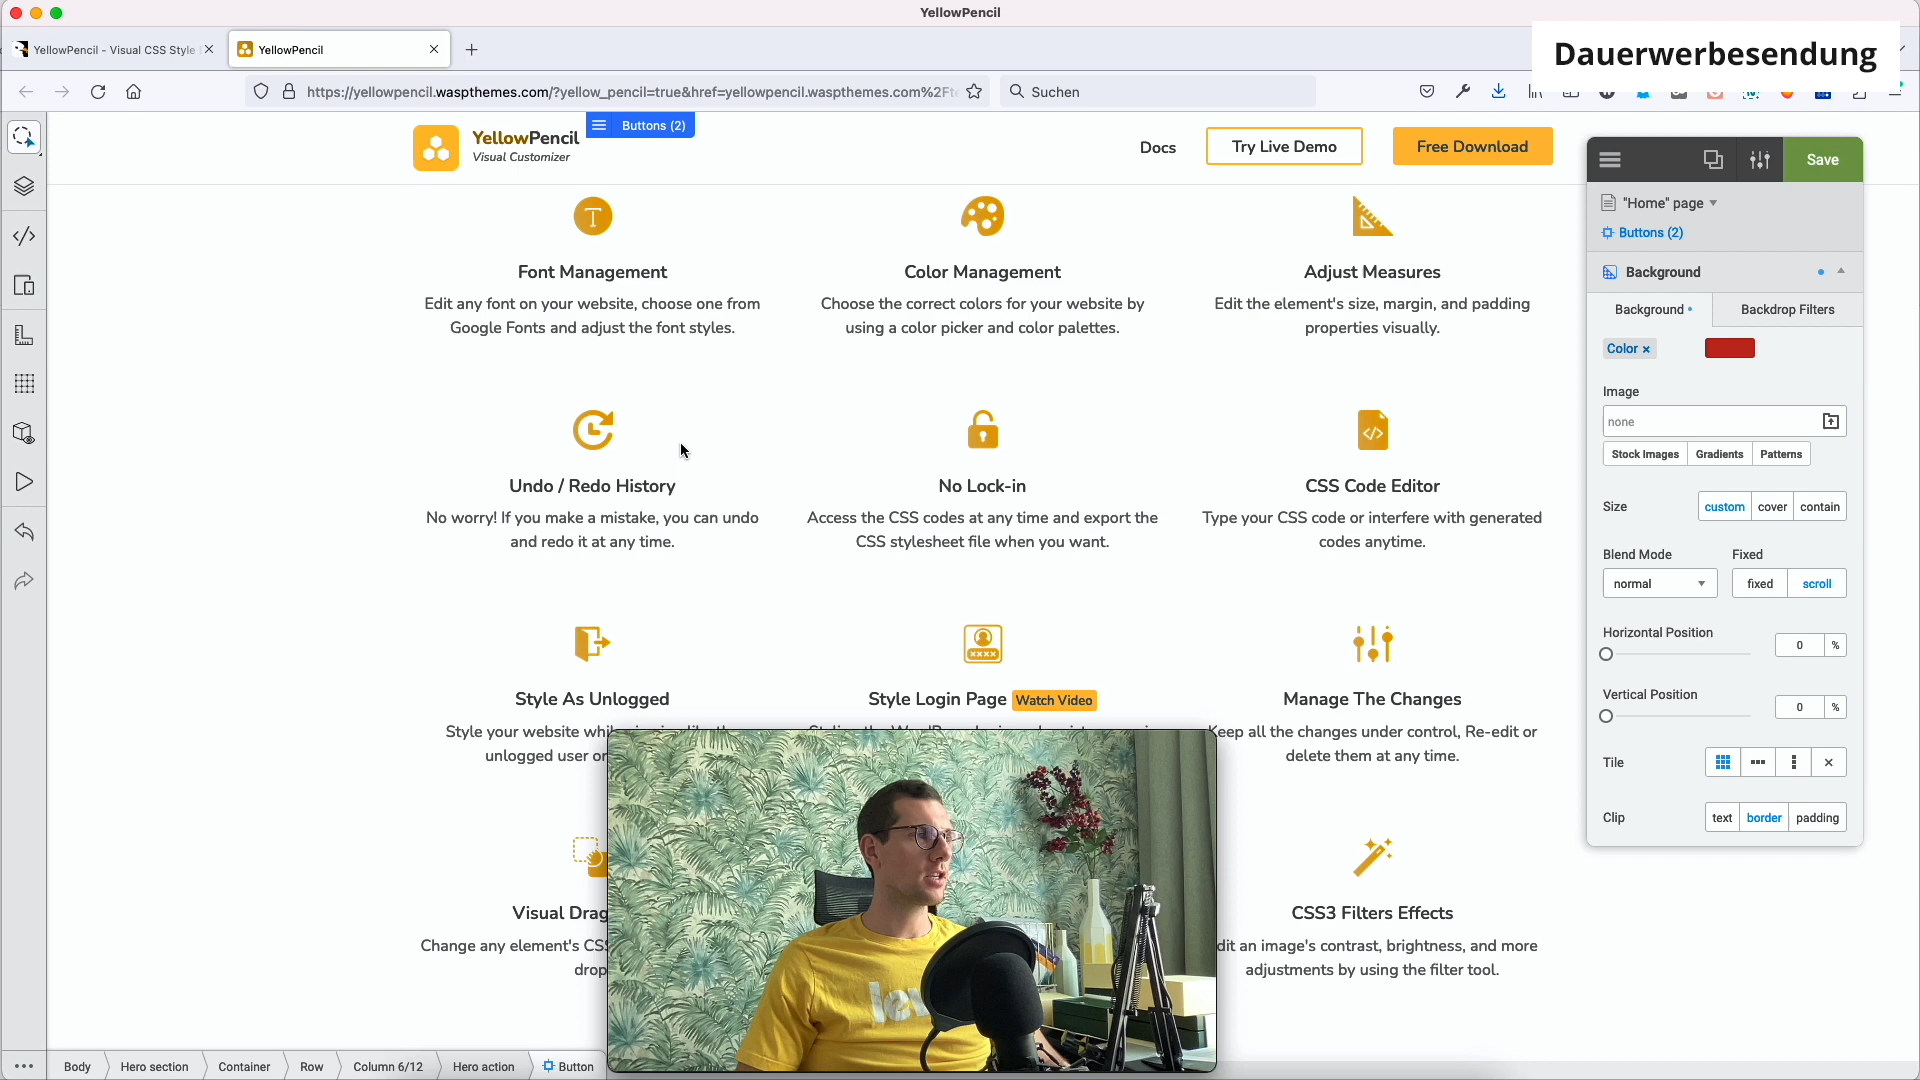 YellowPencil
YellowPencil - Visual CSS Style
YellowPencil
Dauerwerbesendung
https://yellowpencil.waspthemes.com/?yellow_pencil=true&href=yellowpencil.waspthemes.com%2Fte
Suchen
Buttons (2)
YellowPencil
Visual Customizer
Docs
Try Live Demo
Free Download
Save
"Home" page
Buttons (2)
Background
Background
Backdrop Filters
Color
Image
none
Stock Images
Gradients
Patterns
Size
custom
cover
contain
Blend Mode
Fixed
normal
fixed
scroll
Horizontal Position
0
%
Vertical Position
0
%
Tile
Clip
text
border
padding
T
Font Management
Edit any font on your website, choose one from
Google Fonts and adjust the font styles.
Color Management
Choose the correct colors for your website by
using a color picker and color palettes.
Adjust Measures
Edit the element's size, margin, and padding
properties visually.
Undo / Redo History
No worry! If you make a mistake, you can undo
and redo it at any time.
No Lock-in
Access the CSS codes at any time and export the
CSS stylesheet file when you want.
CSS Code Editor
Type your CSS code or interfere with generated
codes anytime.
Style As Unlogged
Style your website
unlogged user or
Style Login Page
Watch Video
Manage The Changes
Keep all the changes under control, Re-edit or
delete them at any time.
Visual Drag
Change any element's CSS
drop
CSS3 Filters Effects
dit an image's contrast, brightness, and more
adjustments by using the filter tool.
Body
Hero section
Container
Row
Column 6/12
Hero action
Button